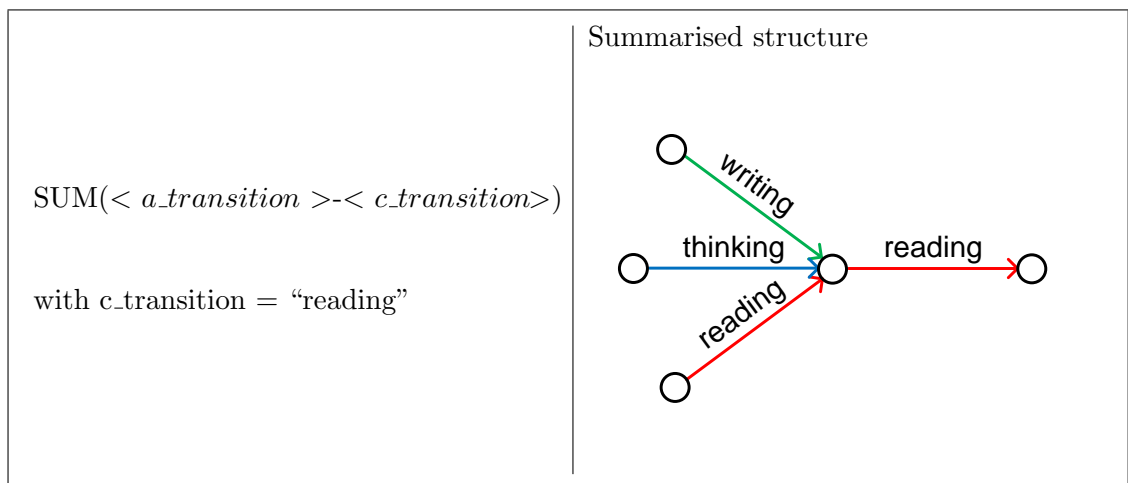 Summarised structure
SUM(< a_transition >-< c_transition>)
with c_transition = “reading”
writing
thinking
reading
reading